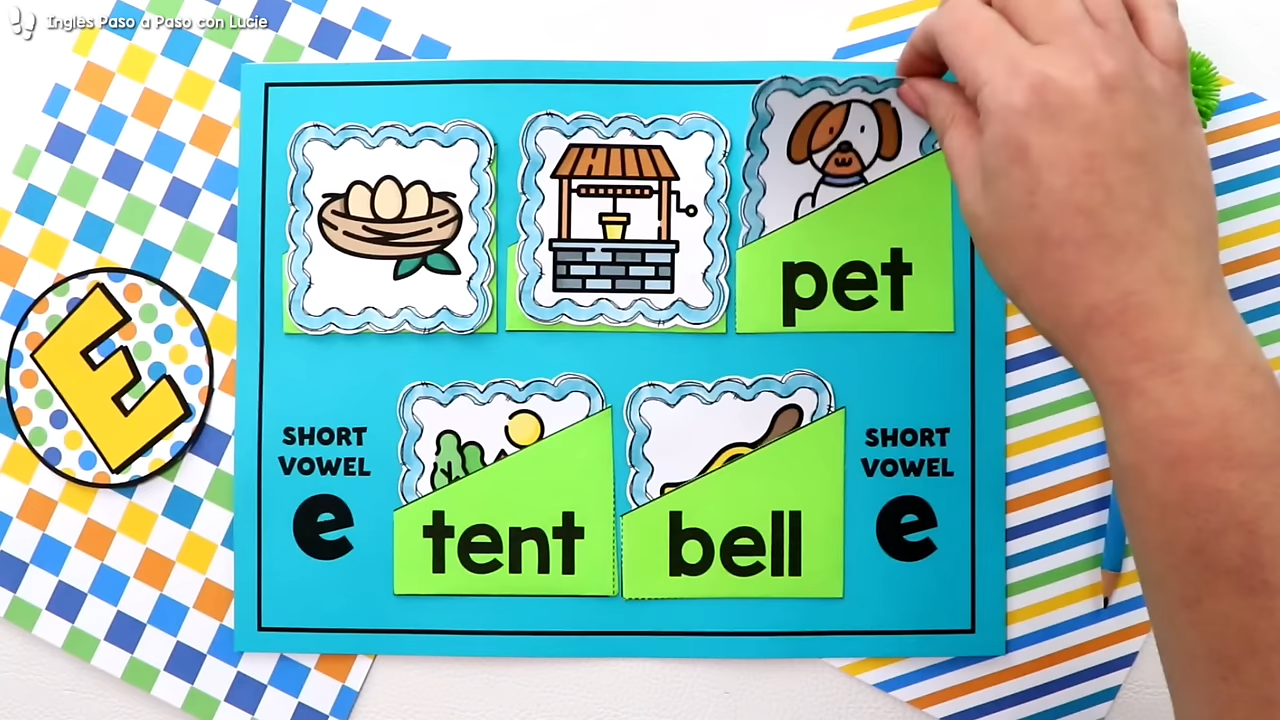 Inglés Paso a Paso con Lucie
pet
SHORT
VOWEL
e
tent
bell
SHORT
VOWEL
e
E